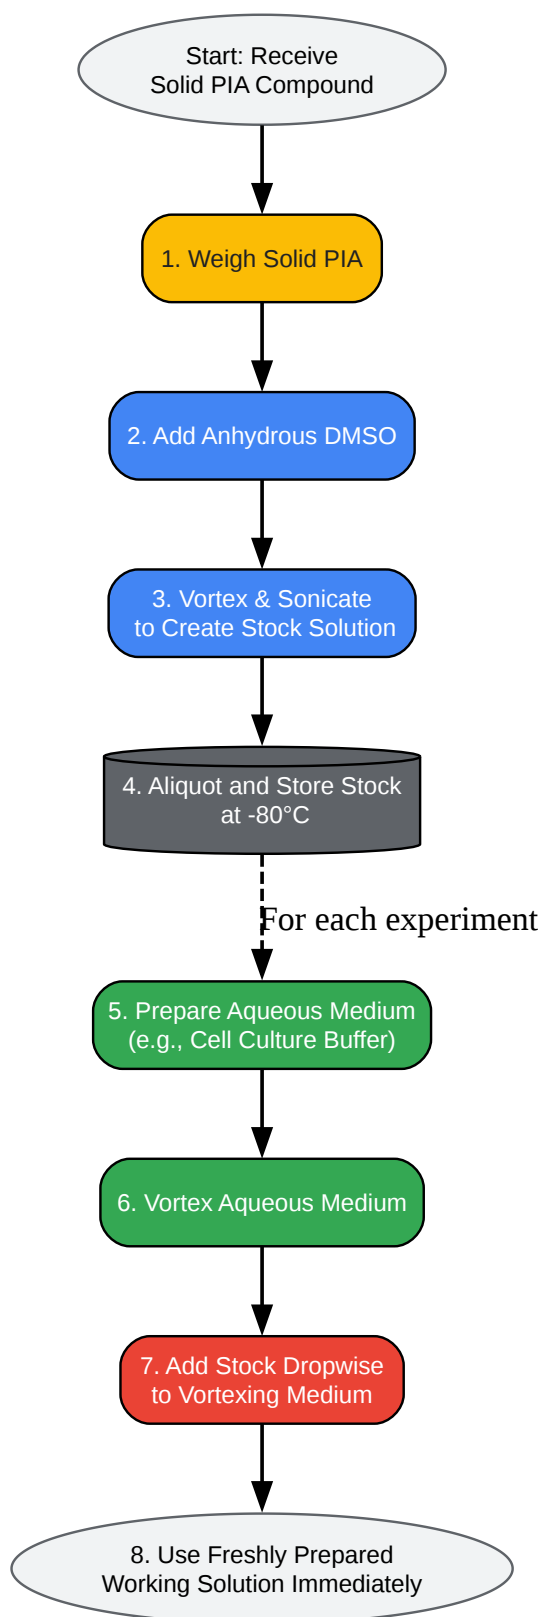 Start: Receive
Solid PIA Compound
1. Weigh Solid PIA
2. Add Anhydrous DMSO
3. Vortex & Sonicate
to Create Stock Solution
4. Aliquot and Store Stock
at -80°C
For each experiment
5. Prepare Aqueous Medium
(e.g., Cell Culture Buffer)
6. Vortex Aqueous Medium
7. Add Stock Dropwise
to Vortexing Medium
8. Use Freshly Prepared
Working Solution Immediately